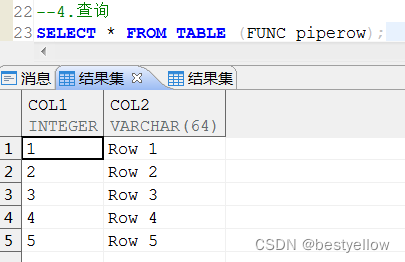 22 --4.查询
23 SELECT * FROM TABLE (FUNC piperow);
消息 结果集 结果集
COL1 COL2
INTEGER VARCHAR(64)
1 1 Row 1
2 2 Row 2
3 3 Row 3
4 4 Row 4
5 5 Row 5
CSDN @bestyellow